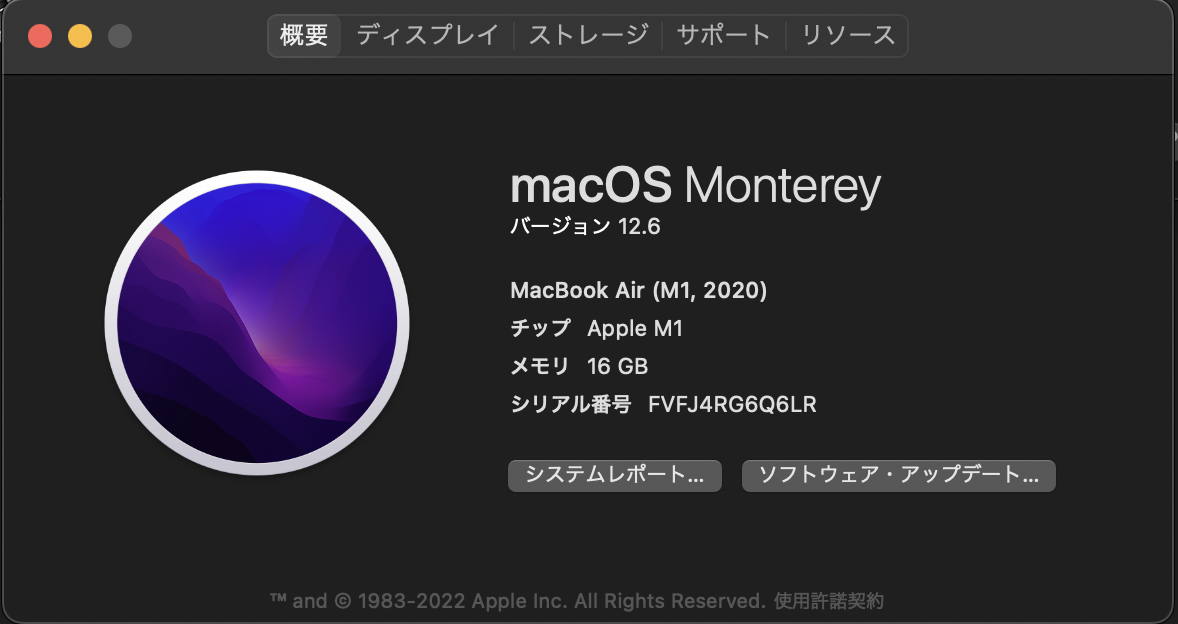 概要 ディスプレイ ストレージ サポート リソース
macOS Monterey
バージョン 12.6
MacBook Air (M1, 2020)
チップ Apple M1
メモリ 16 GB
シリアル番号 FVFJ4RG6Q6LR
システムレポート... ソフトウェア・アップデート...
™ and © 1983-2022 Apple Inc. All Rights Reserved. 使用許諾契約